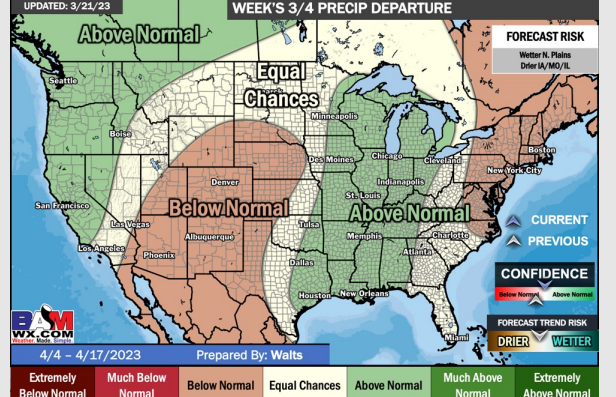 UPDATED: 3/21/23
WEEK'S 3/4 PRECIP DEPARTURE
FORECAST RISK
Wetter N. Plains
Drier IA/MO/IL
Above Normal
Equal
Chances
Seattle
Minneapolis
Boise
Boston
Des Moines
Chicago
Cleveland
New York City
Denver
Indianapolis
San Francisco
St. Louis
Below Normal
Above Normal
Las Vegas
Tulsa
CURRENT
Albuquerque
Memphis
Charlotte
PREVIOUS
Los Angeles
Phoenix
Atlanta
Dallas
CONFIDENCE
Houston
New Orleans
Below Normal
Above Normal
BAM
WX.COM
Weather. Made. Simple.
FORECAST TREND RISK
Miami
DRIER
WETTER
4/4 – 4/17/2023
Prepared By: Walts
Extremely
Below Normal
Much Below
Normal
Below Normal
Equal Chances
Above Normal
Much Above
Normal
Extremely
Above Normal